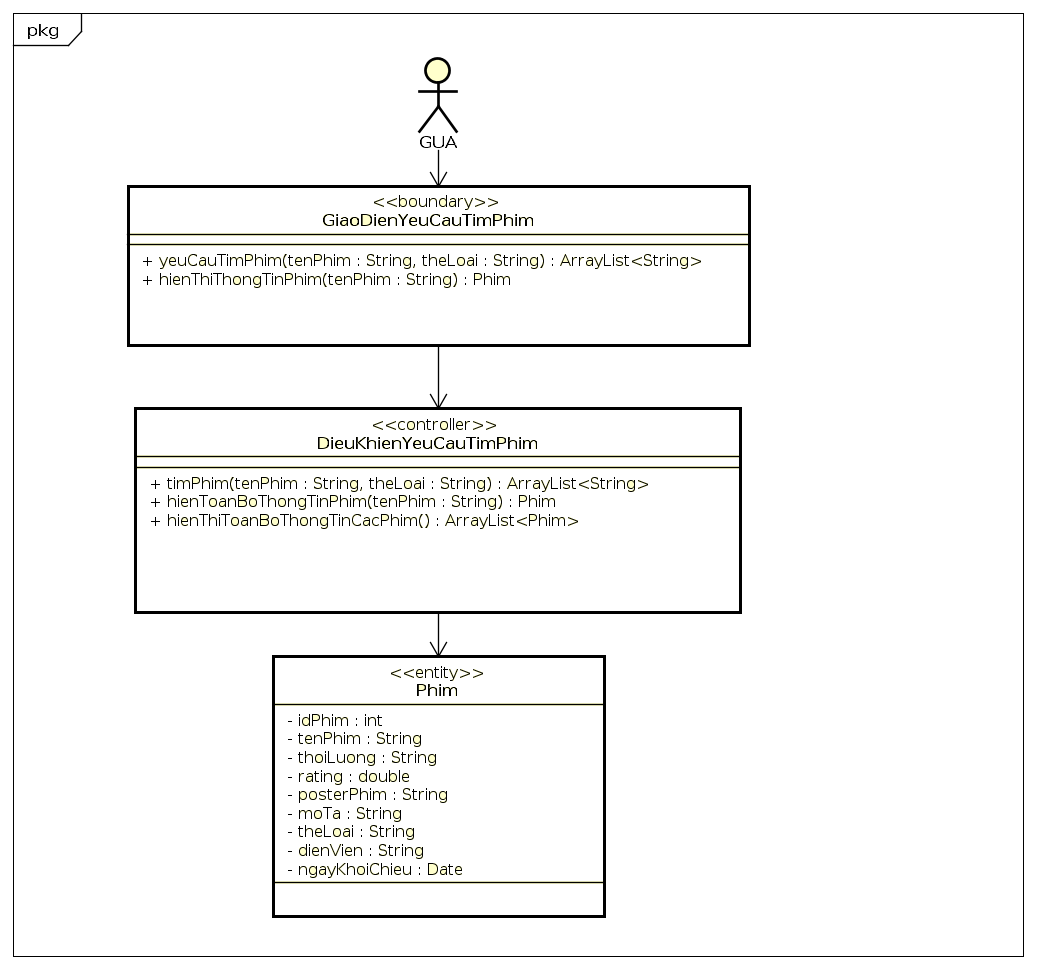 pkg
GUA
<<boundary>>
GiaoDienYeuCauTimPhim
+ yeuCauTimPhim(tenPhim : String, theLoai : String) : ArrayList<String>
+ hienThiThongTinPhim(tenPhim : String) : Phim
<<controller>>
DieuKhienYeuCauTimPhim
+ timPhim(tenPhim : String, theLoai : String) : ArrayList<String>
+ hienToanBoThongTinPhim(tenPhim : String) : Phim
+ hienThiToanBoThongTinCacPhim() : ArrayList<Phim>
<<entity>>
Phim
- idPhim : int
- tenPhim : String
- thoiLuong : String
- rating : double
- posterPhim : String
- moTa : String
- theLoai : String
- dienVien : String
- ngayKhoiChieu : Date